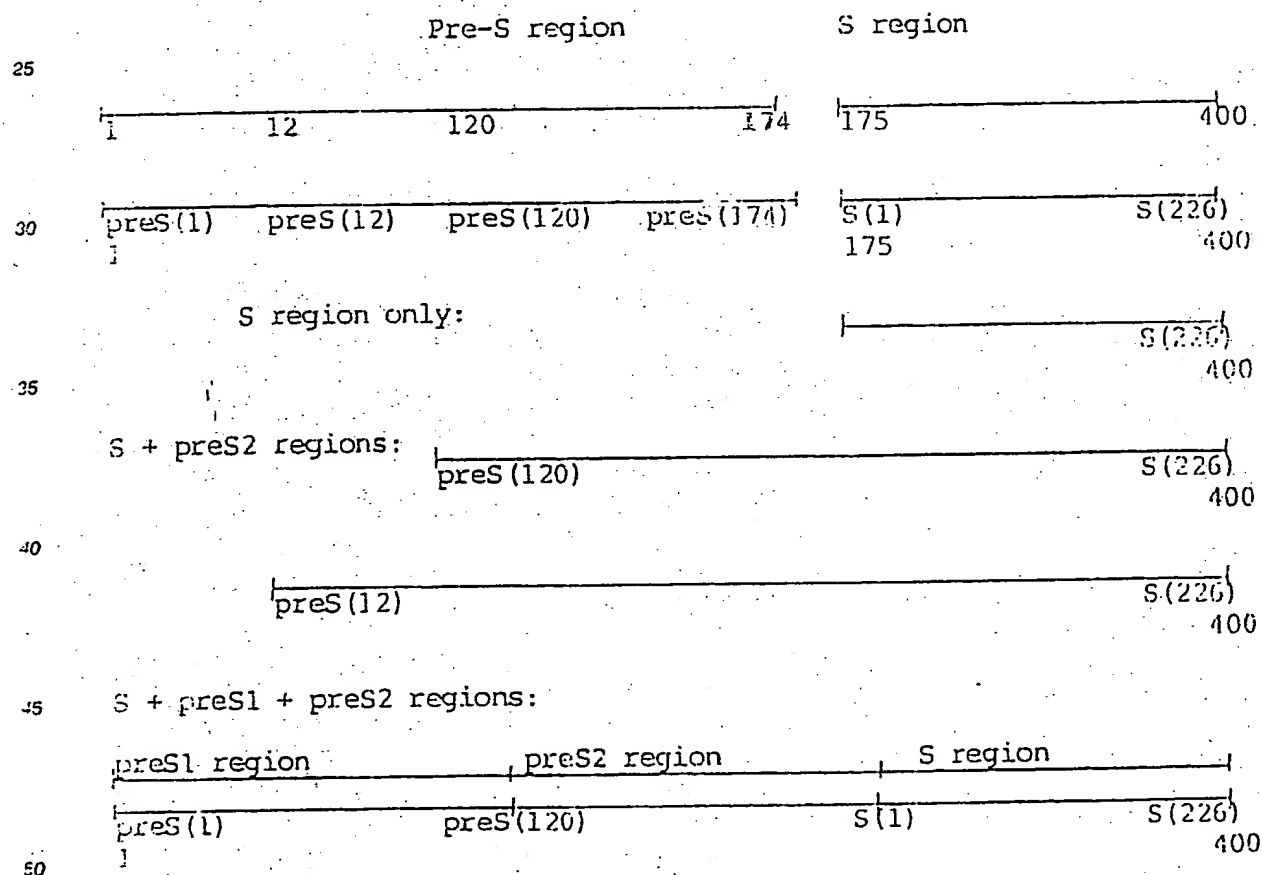 Pre-S region S region
25
1 12 120 174 175 400
preS(1) preS(12) preS(120) preS(174) S(1) S(226)
30
1 175 400
S region only:
S(226)
400
35
S + preS2 regions:
preS(120) S(226)
400
40
preS(12) S(226)
400
45
S + preS1 + preS2 regions:
preS1 region preS2 region S region
preS(1) preS(120) S(1) S(226)
1 400
50